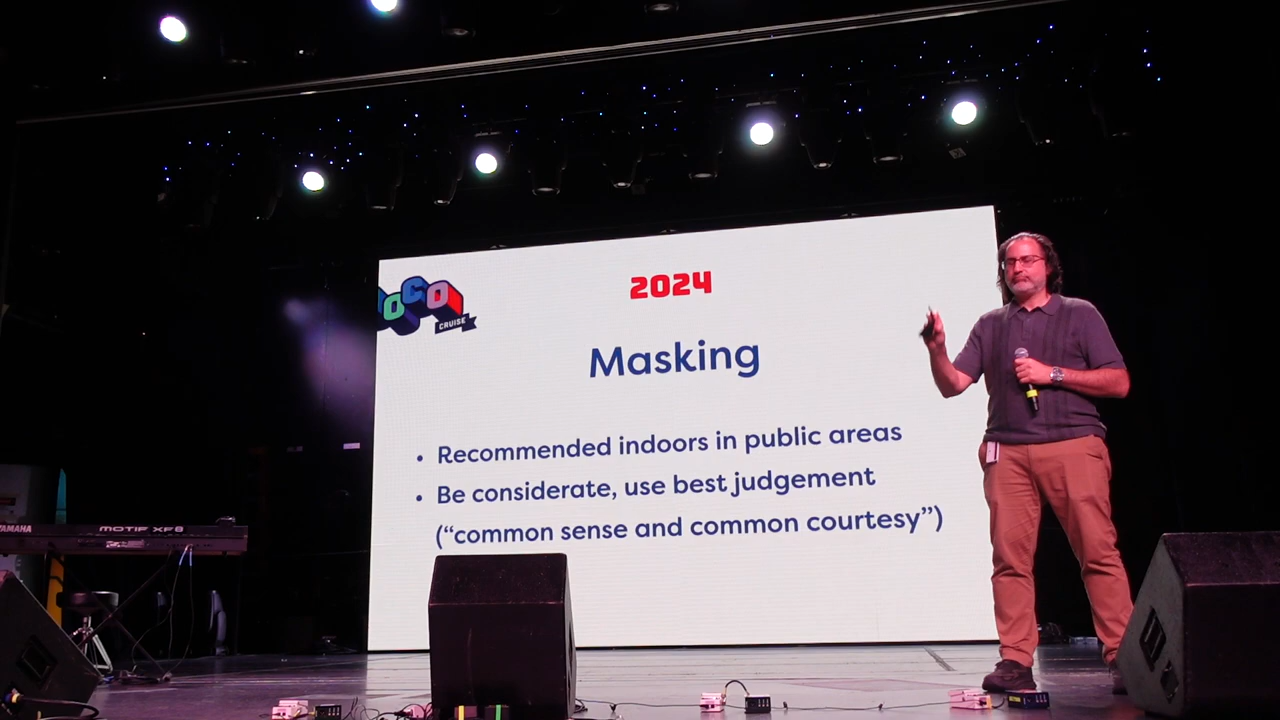 2024
OCO
CRUISE
Masking
• Recommended indoors in public areas
• Be considerate, use best judgement
(“common sense and common courtesy”)
YAMAHA
MOTIF XF8